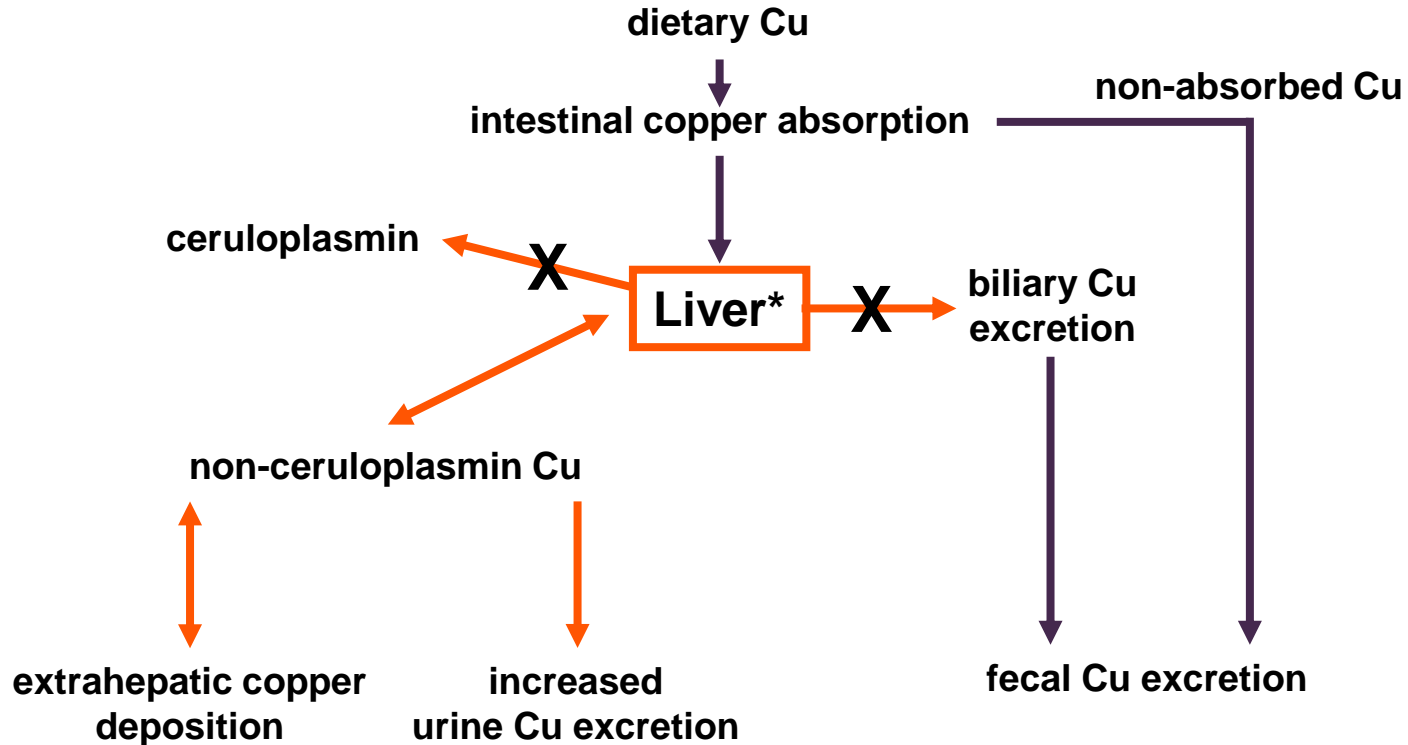 dietary Cu
non-absorbed Cu
intestinal copper absorption
ceruloplasmin
X
Liver*
X
biliary Cu
excretion
non-ceruloplasmin Cu
extrahepatic copper
deposition
increased
urine Cu excretion
fecal Cu excretion